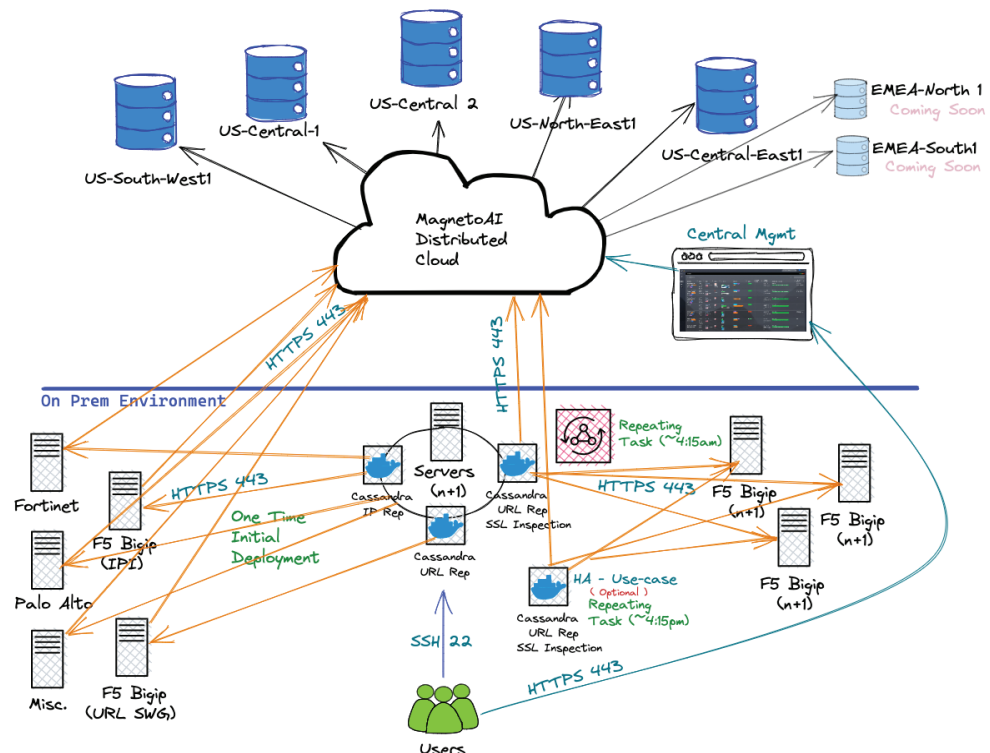 US-South-West1
US-Central-1
US-Central 2
US-North-East1
US-Central-East1
EMEA-North 1
Coming Soon
EMEA-South1
Coming Soon
MagnetoAI
Distributed
Cloud
Central Mgmt
HTTPS 443
HTTPS 443
On Prem Environment
Fortinet
F5 Bigip
(IPI)
Palo Alto
Misc.
F5 Bigip
(URL SWG)
HTTPS 443
One Time
Initial
Deployment
Cassandra
IP Rep
Servers
(n+1)
Cassandra
URL Rep
Cassandra
URL Rep
SSL Inspection
Repeating
Task (~4:15am)
HTTPS 443
F5 Bigip
(n+1)
F5 Bigip
(n+1)
F5 Bigip
(n+1)
HA - Use-case
( Optional )
Repeating
Task (~4:15pm)
Cassandra
URL Rep
SSL Inspection
SSH 22
HTTPS 443
Users